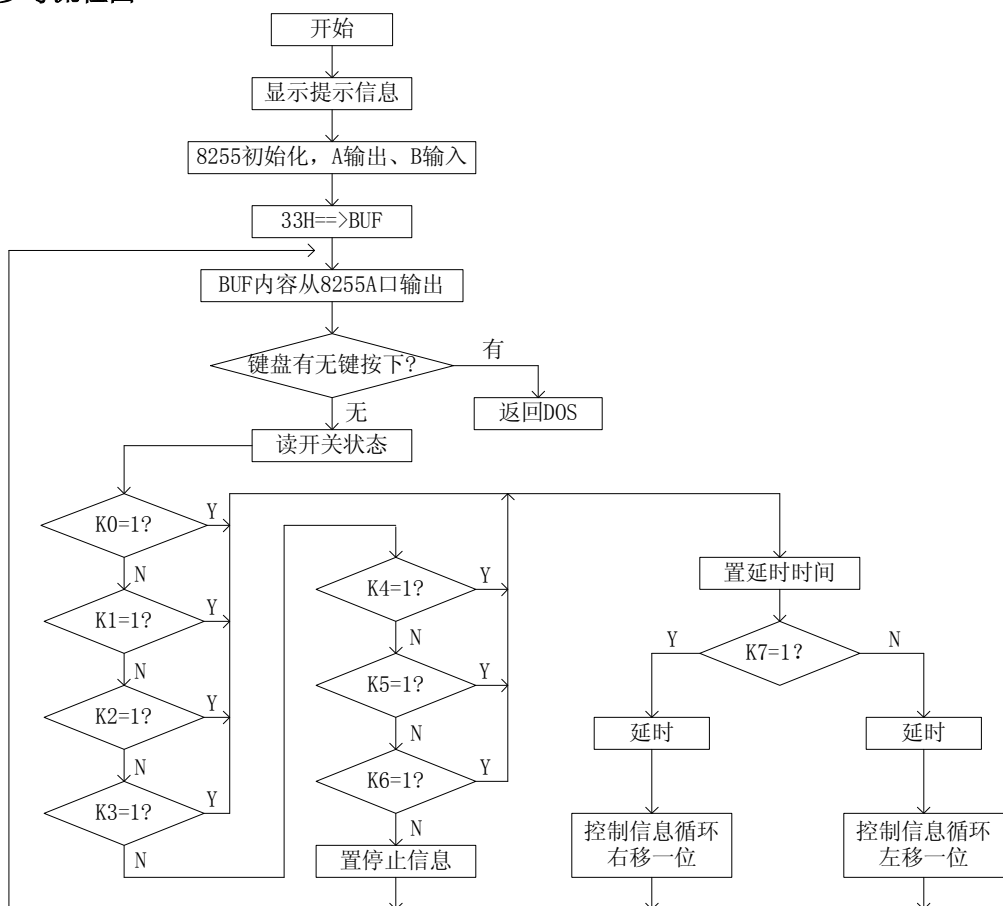 开始
显示提示信息
8255初始化，A输出、B输入
33H==>BUF
BUF内容从8255A口输出
键盘有无键按下?
有
返回DOS
无
读开关状态
K0=1?
Y
N
K1=1?
Y
N
K2=1?
Y
N
K3=1?
Y
N
K4=1?
Y
N
K5=1?
Y
N
K6=1?
Y
N
置停止信息
置延时时间
K7=1?
Y
N
延时
延时
控制信息循环
右移一位
控制信息循环
左移一位